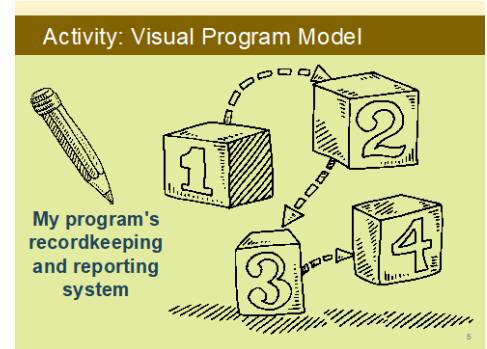 Activity: Visual Program Model
1
2
My program's
recordkeeping
and reporting
system
3
4
5